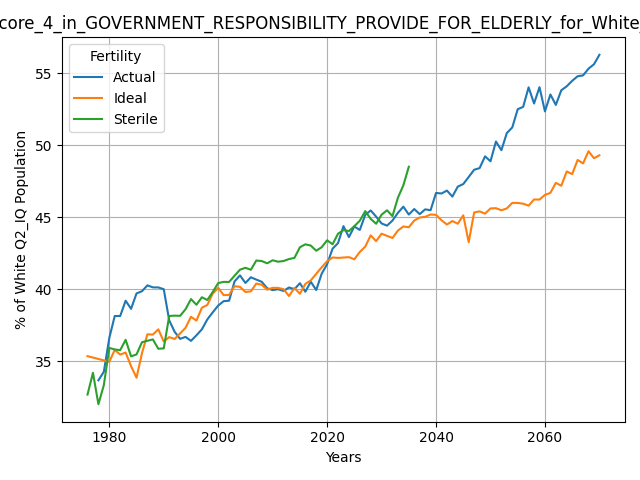 core_4_in_GOVERNMENT_RESPONSIBILITY_PROVIDE_FOR_ELDERLY_for_White_
Fertility
Actual
Ideal
Sterile
% of White Q2_IQ Population
55
50
45
40
35
1980
2000
2020
2040
2060
Years